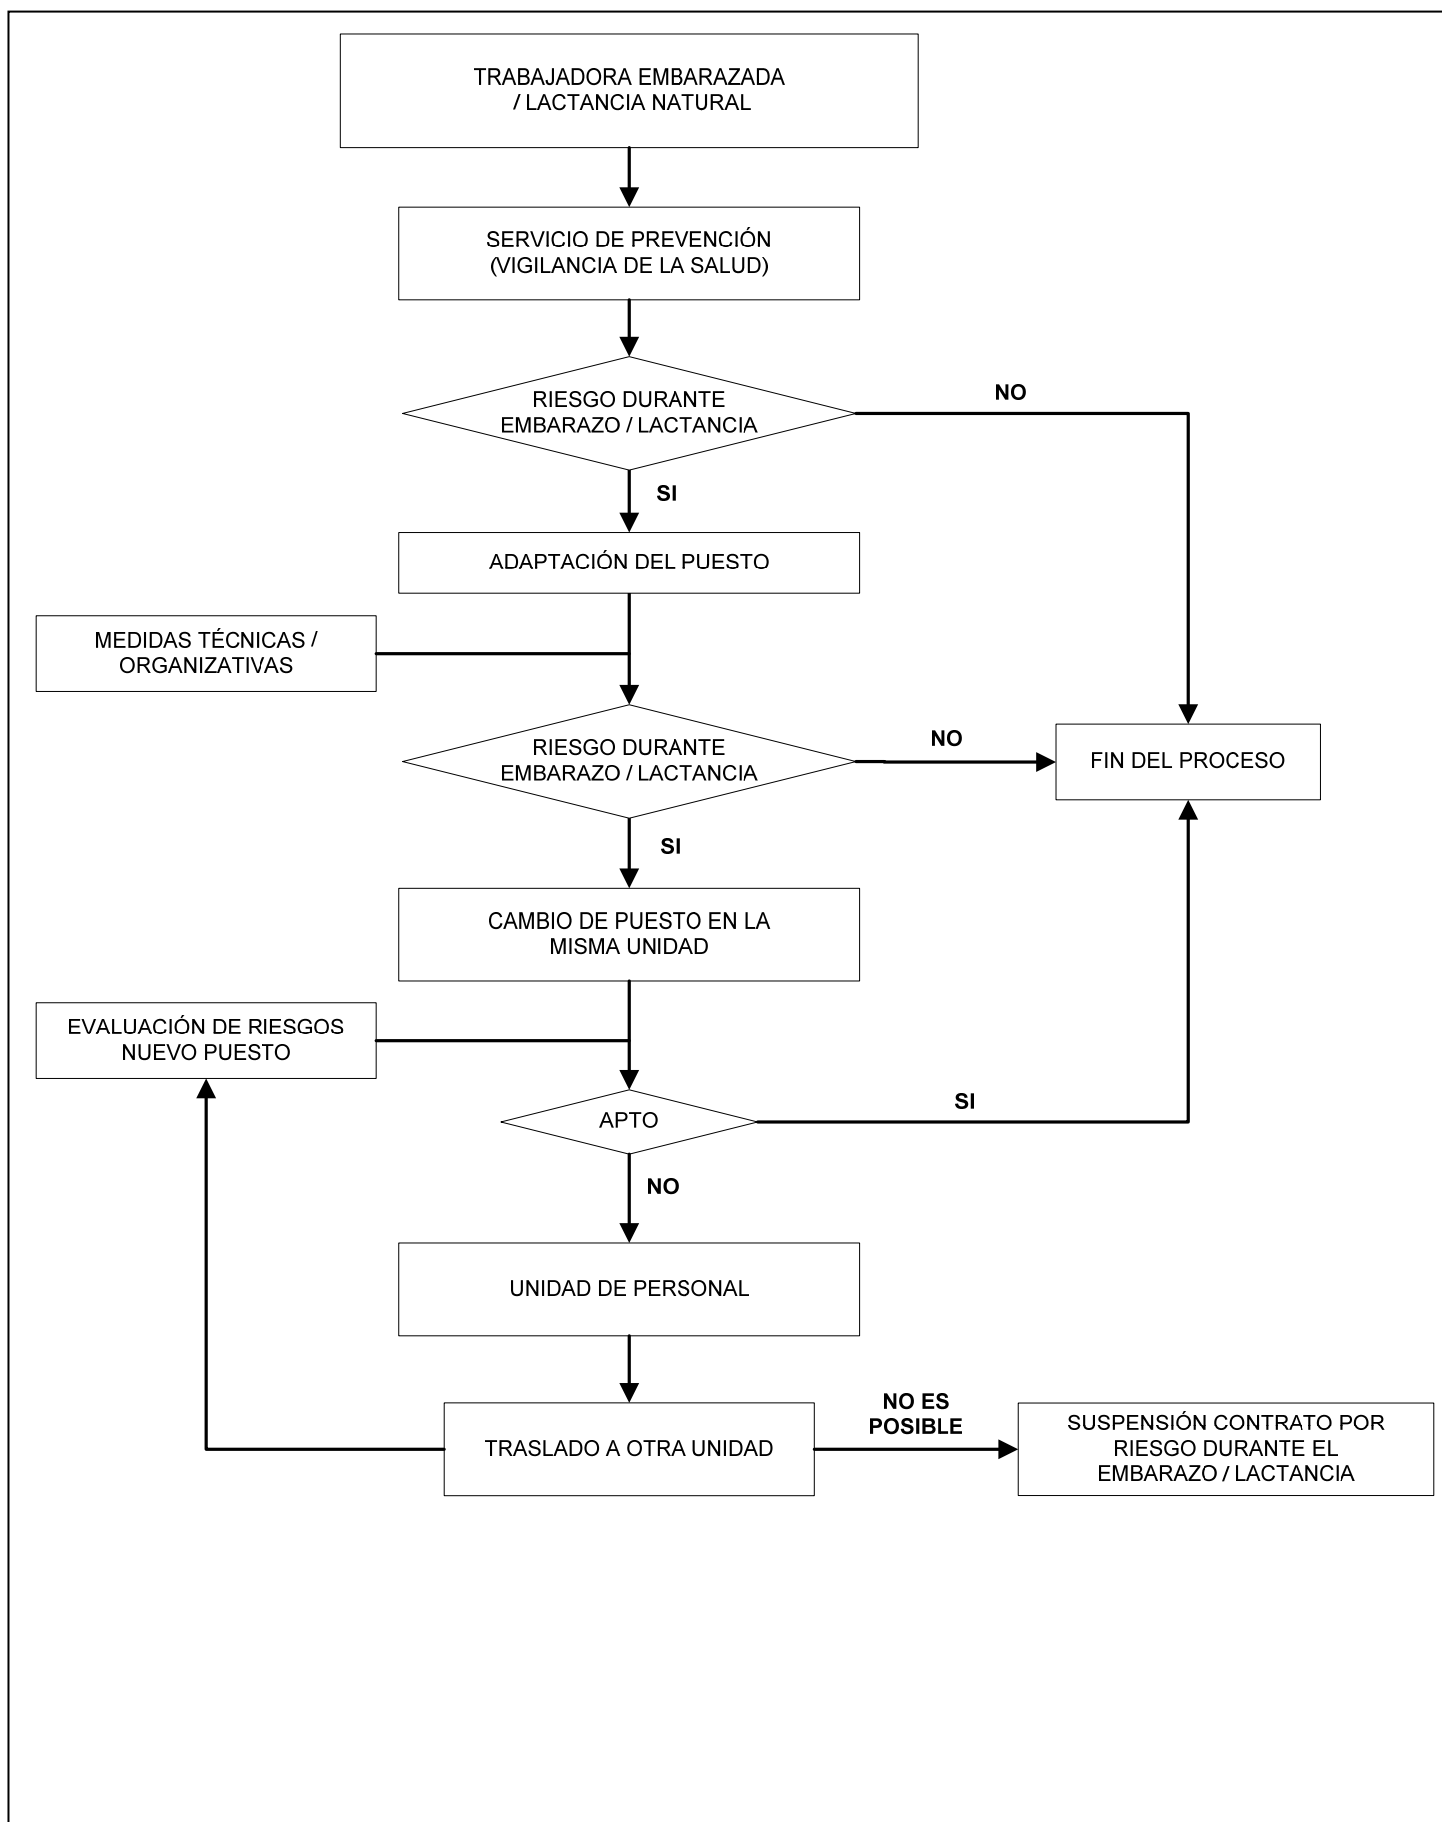 TRABAJADORA EMBARAZADA
/ LACTANCIA NATURAL
SERVICIO DE PREVENCIÓN
(VIGILANCIA DE LA SALUD)
RIESGO DURANTE
EMBARAZO / LACTANCIA
NO
SI
ADAPTACIÓN DEL PUESTO
MEDIDAS TÉCNICAS /
ORGANIZATIVAS
RIESGO DURANTE
EMBARAZO / LACTANCIA
NO
FIN DEL PROCESO
SI
CAMBIO DE PUESTO EN LA
MISMA UNIDAD
EVALUACIÓN DE RIESGOS
NUEVO PUESTO
APTO
SI
NO
UNIDAD DE PERSONAL
TRASLADO A OTRA UNIDAD
NO ES
POSIBLE
SUSPENSIÓN CONTRATO POR
RIESGO DURANTE EL
EMBARAZO / LACTANCIA